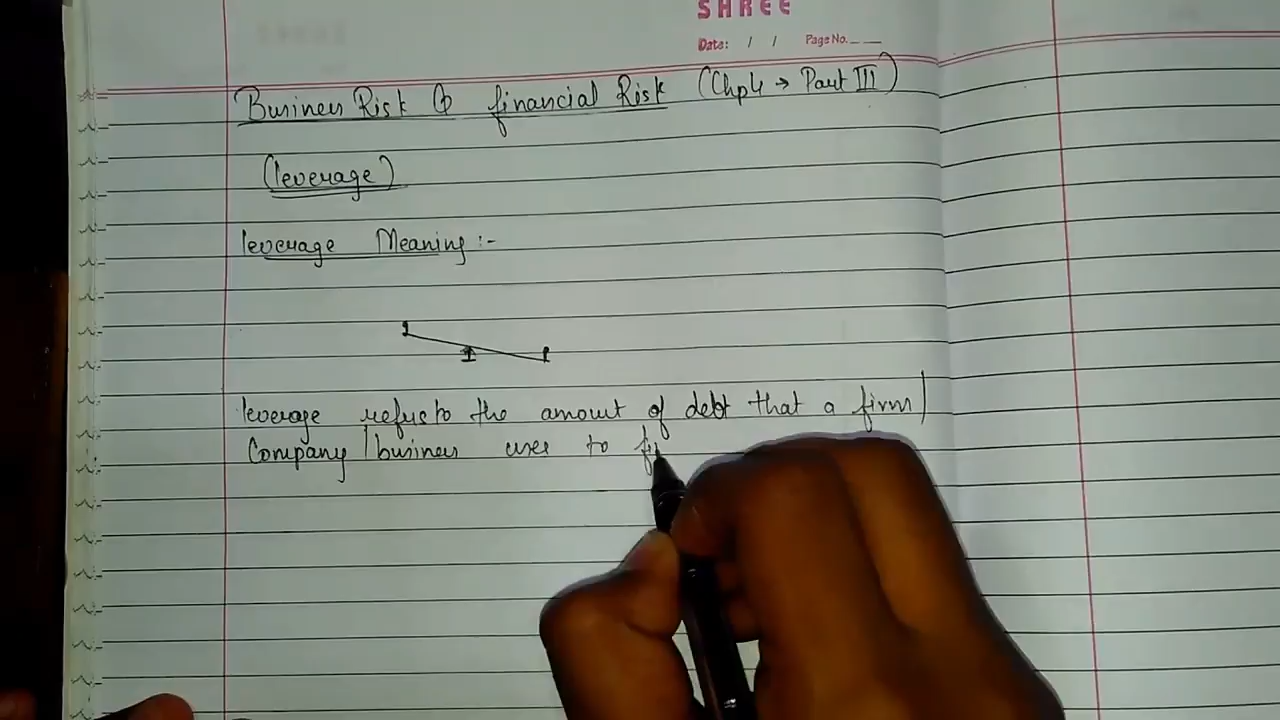 SHREE
Date: / / Page No.
Business Risk & financial Risk (Chp4 → Part III)
(leverage)
leverage Meaning :-
leverage refers to the amount of debt that a firm/
Company/business uses to